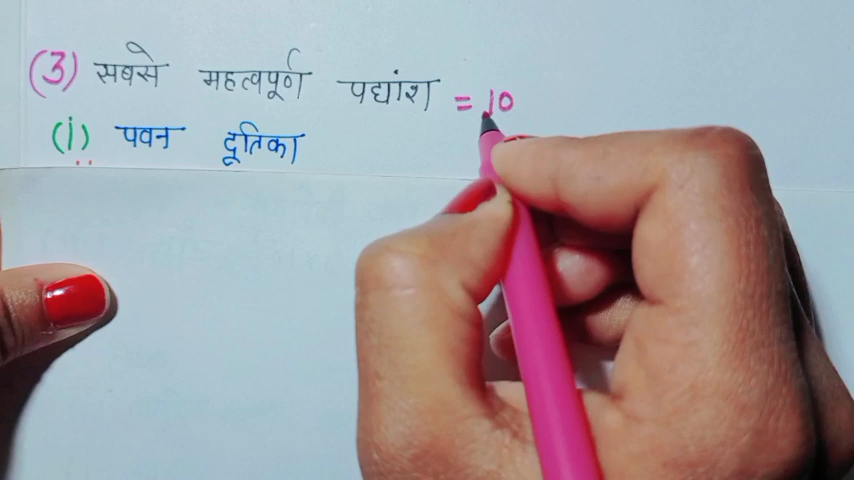 (3) सबसे महत्वपूर्ण पद्यांश = 10
(i) पवन दूतिका